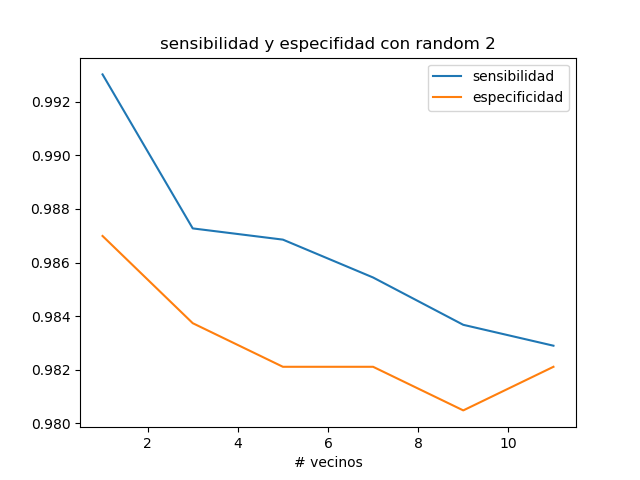 sensibilidad y especifidad con random 2
sensibilidad
especificidad
0.992
0.990
0.988
0.986
0.984
0.982
0.980
2 4 6 8 10
# vecinos